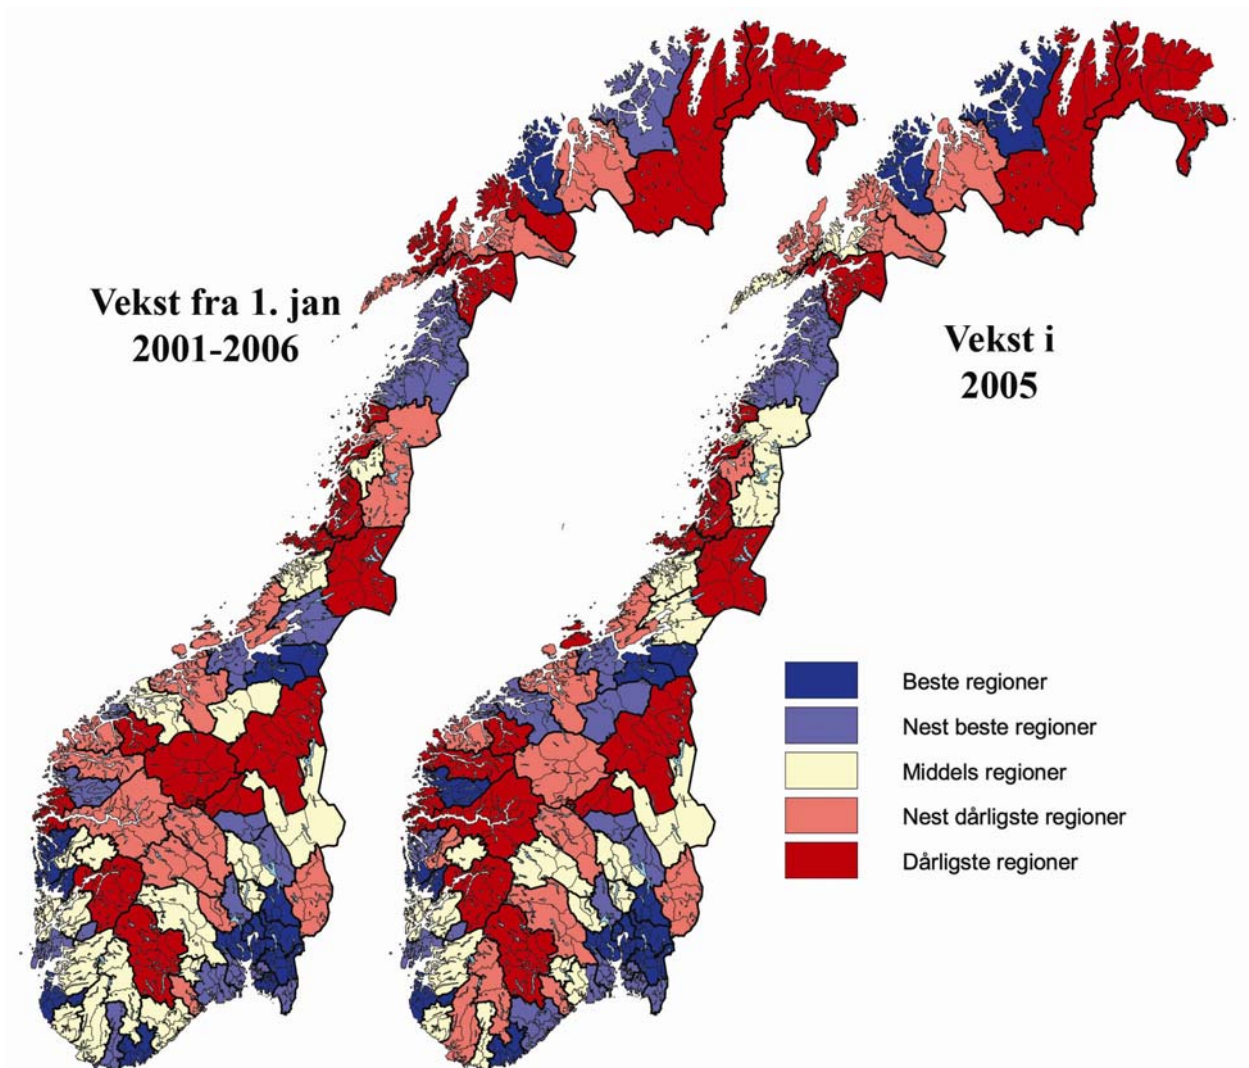 Vekst fra 1. jan
2001-2006
Vekst i
2005
Beste regioner
Nest beste regioner
Middels regioner
Nest dårligste regioner
Dårligste regioner